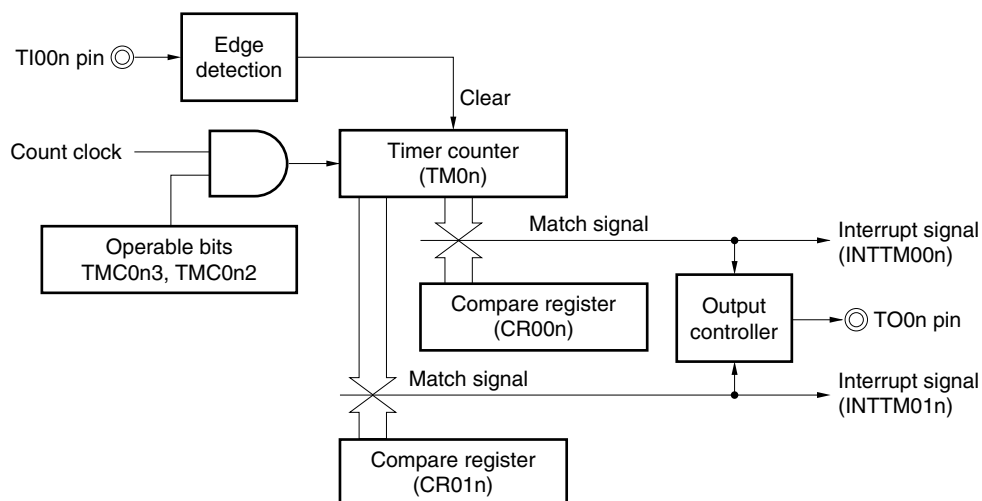 TI00n pin
Edge
detection
Clear
Count clock
Timer counter
(TM0n)
Operable bits
TMC0n3, TMC0n2
Match signal
Interrupt signal
(INTTM00n)
Compare register
(CR00n)
Output
controller
TO0n pin
Match signal
Interrupt signal
(INTTM01n)
Compare register
(CR01n)